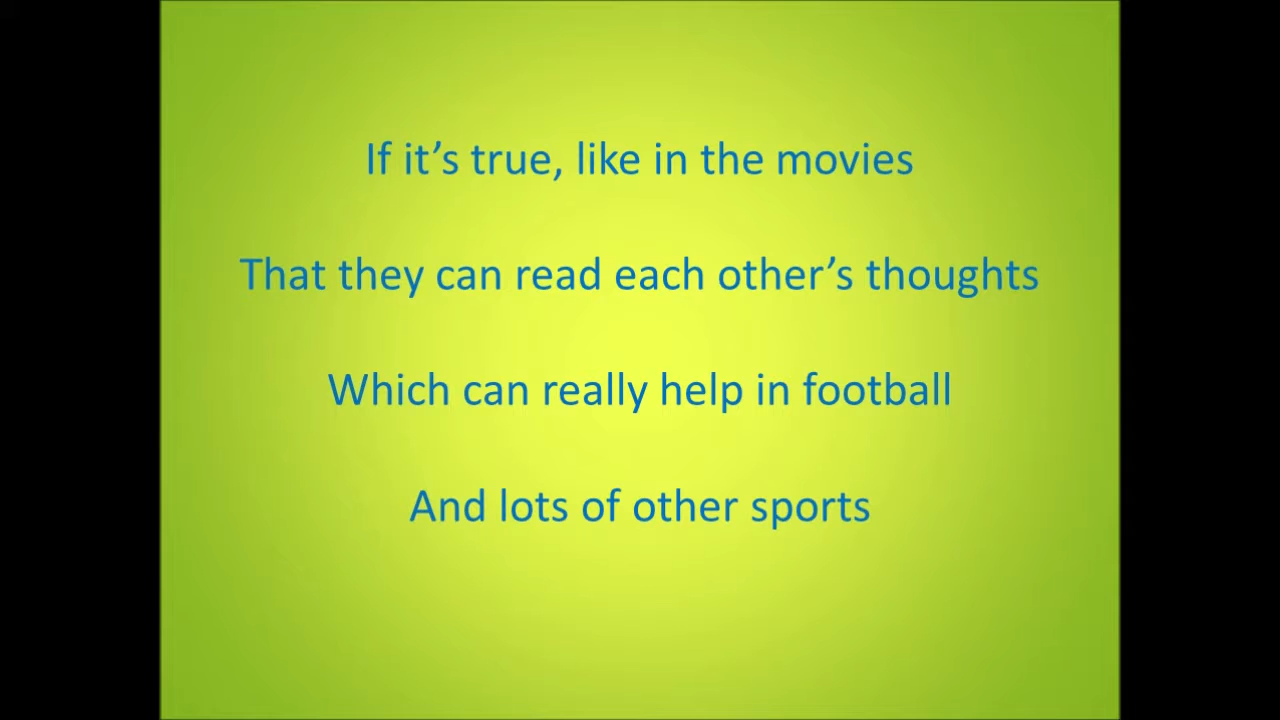 If it’s true, like in the movies
That they can read each other’s thoughts
Which can really help in football
And lots of other sports